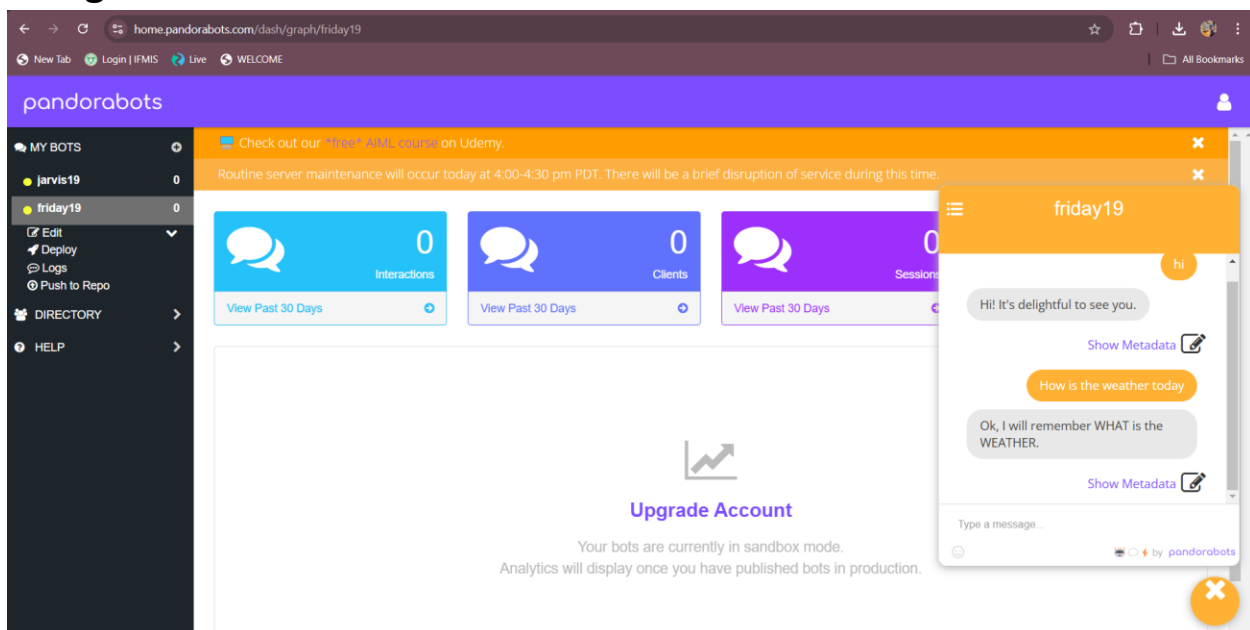 home.pandorabots.com/dash/graph/friday19
New Tab Login | IFMIS Live WELCOME All Bookmarks
pandorabots
MY BOTS
jarvis19 0
friday19 0
Edit
Deploy
Logs
Push to Repo
DIRECTORY
HELP
Check out our *free* AIML course on Udemy.
Routine server maintenance will occur today at 4:00-4:30 pm PDT. There will be a brief disruption of service during this time.
0
Interactions
View Past 30 Days
0
Clients
View Past 30 Days
0
Sessions
View Past 30 Days
Upgrade Account
Your bots are currently in sandbox mode.
Analytics will display once you have published bots in production.
friday19
hi
Hi! It's delightful to see you.
Show Metadata
How is the weather today
Ok, I will remember WHAT is the
WEATHER.
Show Metadata
Type a message...
by pandorabots